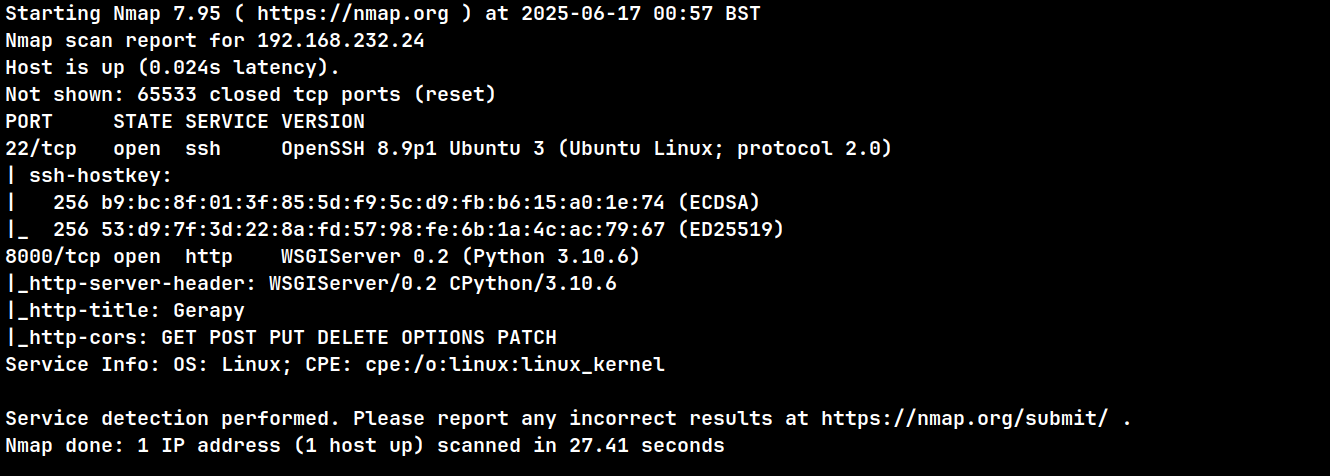 Starting Nmap 7.95 ( https://nmap.org ) at 2025-06-17 00:57 BST
Nmap scan report for 192.168.232.24
Host is up (0.024s latency).
Not shown: 65533 closed tcp ports (reset)
PORT     STATE SERVICE VERSION
22/tcp   open  ssh     OpenSSH 8.9p1 Ubuntu 3 (Ubuntu Linux; protocol 2.0)
| ssh-hostkey:
|   256 b9:bc:8f:01:3f:85:5d:f9:5c:d9:fb:b6:15:a0:1e:74 (ECDSA)
|_  256 53:d9:7f:3d:22:8a:fd:57:98:fe:6b:1a:4c:ac:79:67 (ED25519)
8000/tcp open  http    WSGIServer 0.2 (Python 3.10.6)
|_http-server-header: WSGIServer/0.2 CPython/3.10.6
|_http-title: Gerapy
|_http-cors: GET POST PUT DELETE OPTIONS PATCH
Service Info: OS: Linux; CPE: cpe:/o:linux:linux_kernel

Service detection performed. Please report any incorrect results at https://nmap.org/submit/ .
Nmap done: 1 IP address (1 host up) scanned in 27.41 seconds